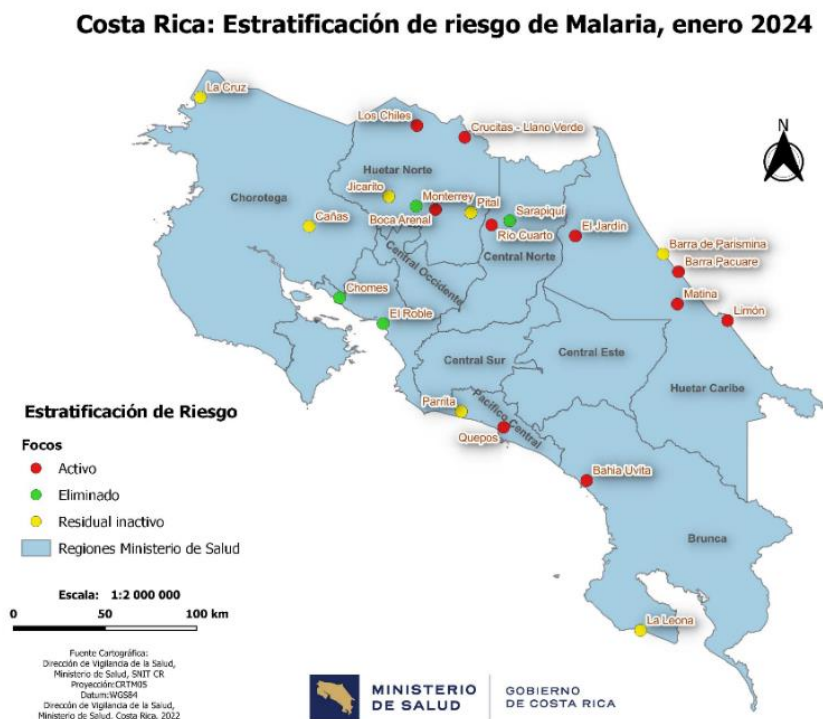 Costa Rica: Estratificación de riesgo de Malaria, enero 2024
La Cruz
Los Chiles
Crucitas - Llano Verde
N
Huetar Norte
Chorotega
Jicarito
Monterrey
Pital
Sarapiquí
Boca Arenal
Río Cuarto
El Jardín
Cañas
Central Norte
Barra de Parismina
Barra Pacuare
Central Occidente
Chomes
Matina
Limón
El Roble
Central Sur
Central Este
Huetar Caribe
Parrita
Pacífico Central
Quepos
Bahía Uvita
Brunca
La Leona
Estratificación de Riesgo
Focos
Activo
Eliminado
Residual inactivo
Regiones Ministerio de Salud
Escala: 1:2 000 000
0 50 100 km
Fuente Cartográfica:
Dirección de Vigilancia de la Salud,
Ministerio de Salud, SNIT CR
Proyección:CRTM05
Datum:WGS84
Dirección de Vigilancia de la Salud,
Ministerio de Salud, Costa Rica, 2022
MINISTERIO
DE SALUD
GOBIERNO
DE COSTA RICA